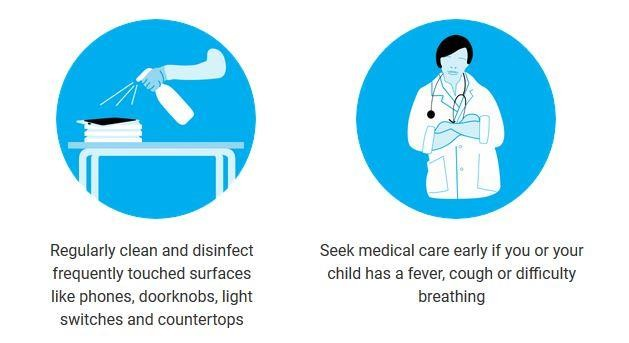 Regularly clean and disinfect
frequently touched surfaces
like phones, doorknobs, light
switches and countertops
Seek medical care early if you or your
child has a fever, cough or difficulty
breathing